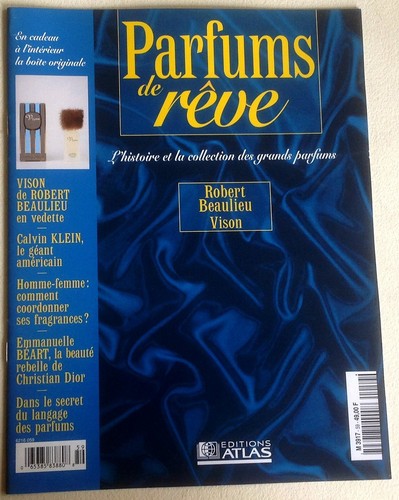 En cadeau
à l'intérieur
la boîte originale
Parfums
de rêve
L'histoire et la collection des grands parfums
Robert
Beaulieu
Vison
VISON
de ROBERT
BEAULIEU
en vedette
Calvin KLEIN,
le géant
américain
Homme-femme :
comment
coordonner
ses fragrances ?
Emmanuelle
BÉART, la beauté
rebelle de
Christian Dior
Dans le secret
du langage
des parfums
EDITIONS
ATLAS